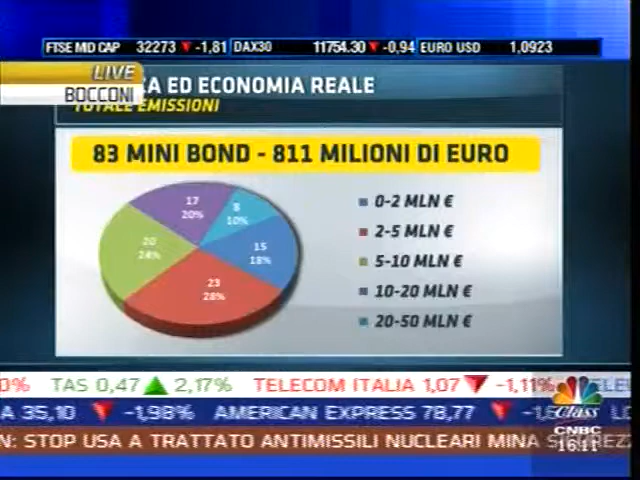 FTSE MID CAP 32273 ▼ -1,81 DAX30 11754.30 ▼ -0,94 EURO USD 1,0923
LIVE
BOCCONI
ED ECONOMIA REALE
TOTALE EMISSIONI
83 MINI BOND - 811 MILIONI DI EURO
17
20%
8
10%
20
24%
15
18%
23
28%
0-2 MLN €
2-5 MLN €
5-10 MLN €
10-20 MLN €
20-50 MLN €
0% TAS 0,47 ▲ 2,17% TELECOM ITALIA 1,07 ▼ -1,11%
A 35,10 ▼ -1,98% AMERICAN EXPRESS 78,77 ▼
N: STOP USA A TRATTATO ANTIMISSILI NUCLEARI MINA SICUREZZ
Class
CNBC
16:11